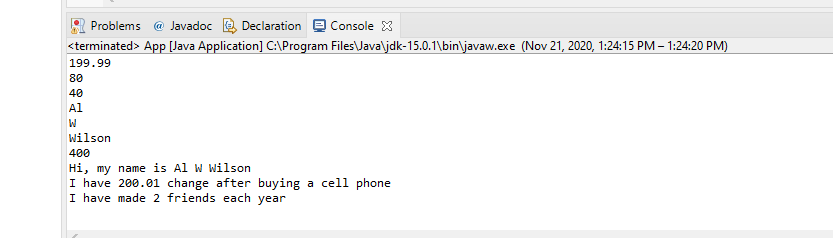 Problems @ Javadoc Declaration Console
<terminated> App [Java Application] C:\Program Files\Java\jdk-15.0.1\bin\javaw.exe (Nov 21, 2020, 1:24:15 PM – 1:24:20 PM)
199.99
80
40
Al
W
Wilson
400
Hi, my name is Al W Wilson
I have 200.01 change after buying a cell phone
I have made 2 friends each year